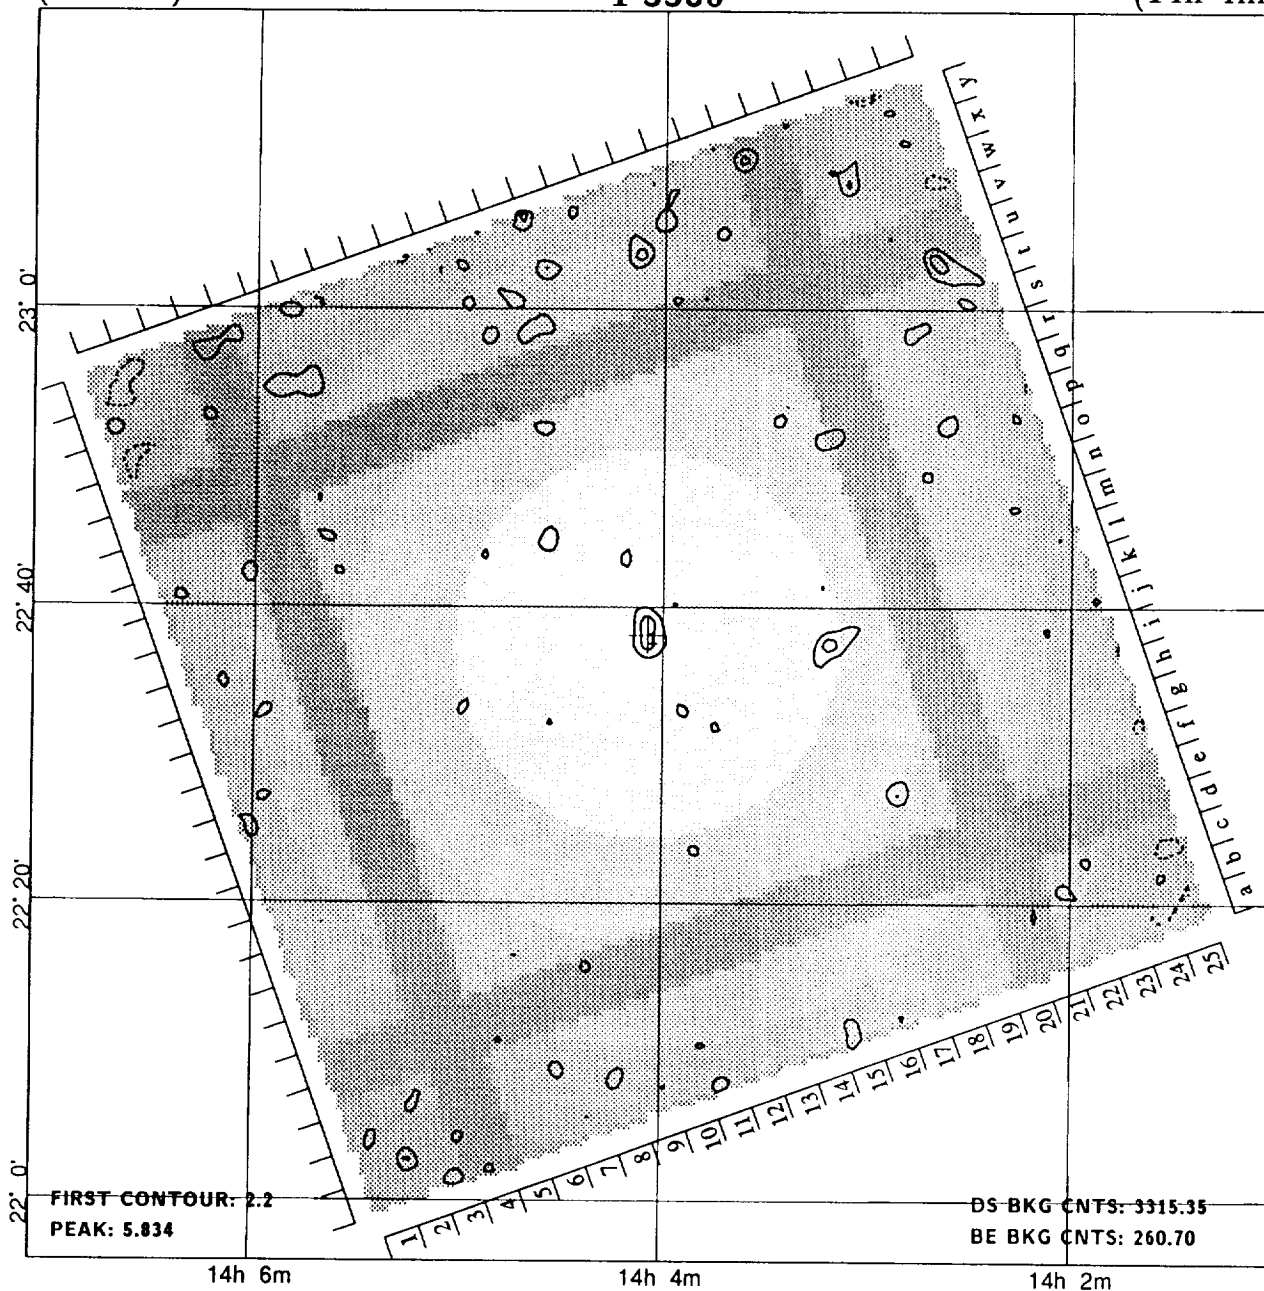 23° 0'
22° 40'
22° 20'
22° 0'
a b c d e f g h i j k l m n o p q r s t u v w x y
1 2 3 4 5 6 7 8 9 10 11 12 13 14 15 16 17 18 19 20 21 22 23 24 25
FIRST CONTOUR: 2.2
PEAK: 5.834
DS BKG CNTS: 3315.35
BE BKG CNTS: 260.70
14h 6m
14h 4m
14h 2m